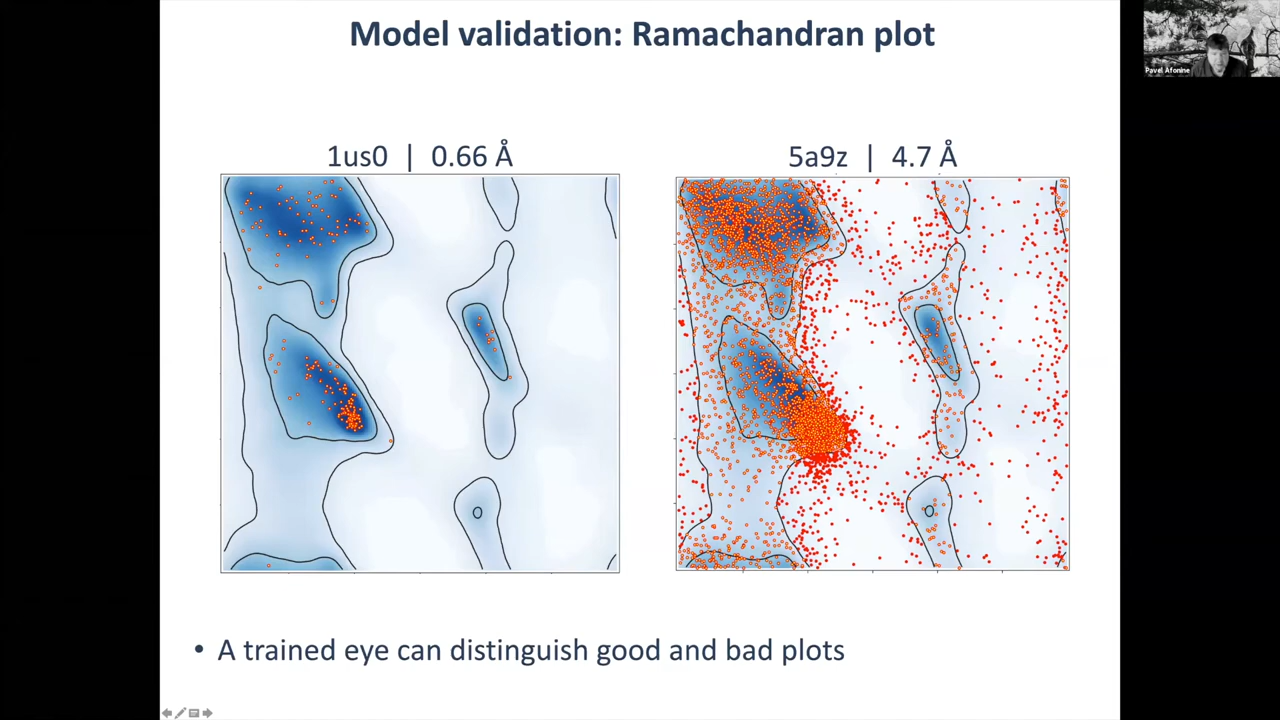 Model validation: Ramachandran plot
Pavel Afonine
1us0 | 0.66 Å
5a9z | 4.7 Å
• A trained eye can distinguish good and bad plots